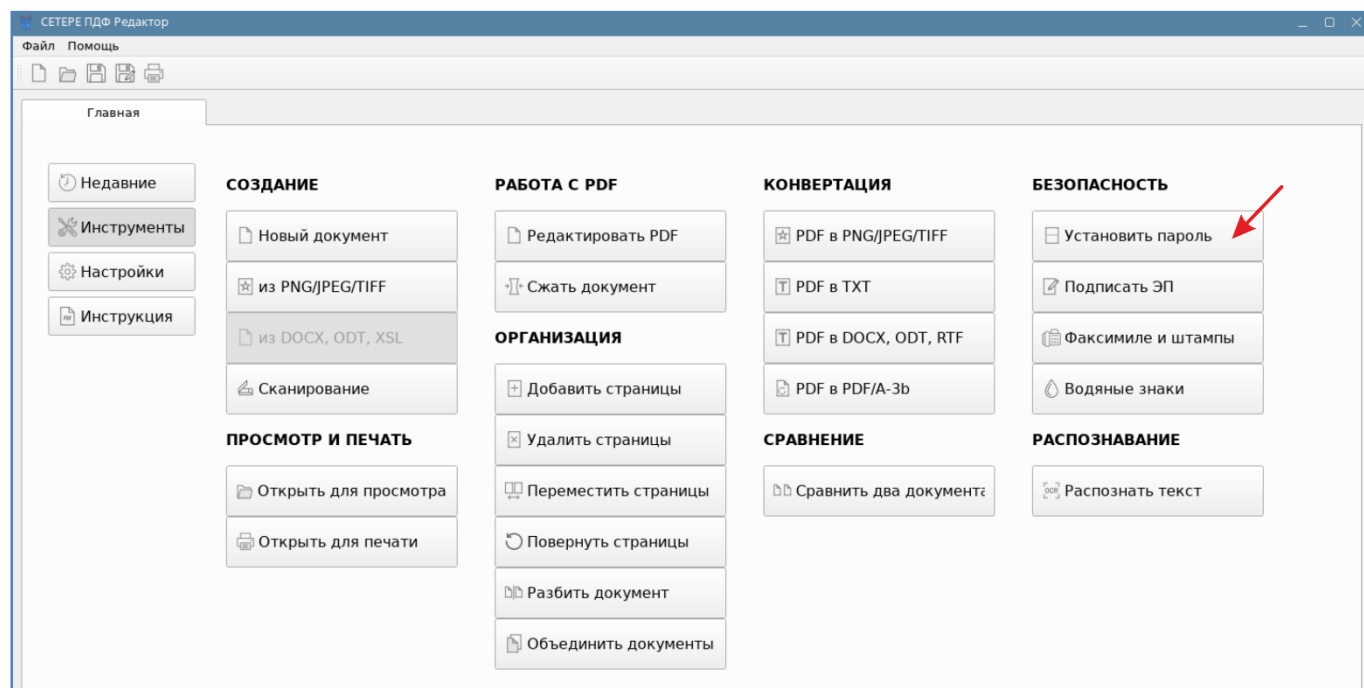 СЕТЕРЕ ПДФ Редактор
Файл Помощь
Главная
Недавние
Инструменты
Настройки
Инструкция
СОЗДАНИЕ
Новый документ
из PNG/JPEG/TIFF
из DOCX, ODT, XSL
Сканирование
ПРОСМОТР И ПЕЧАТЬ
Открыть для просмотра
Открыть для печати
РАБОТА С PDF
Редактировать PDF
Сжать документ
ОРГАНИЗАЦИЯ
Добавить страницы
Удалить страницы
Переместить страницы
Повернуть страницы
Разбить документ
Объединить документы
КОНВЕРТАЦИЯ
PDF в PNG/JPEG/TIFF
PDF в TXT
PDF в DOCX, ODT, RTF
PDF в PDF/A-3b
СРАВНЕНИЕ
Сравнить два документа
БЕЗОПАСНОСТЬ
Установить пароль
Подписать ЭП
Факсимиле и штампы
Водяные знаки
РАСПОЗНАВАНИЕ
Распознать текст